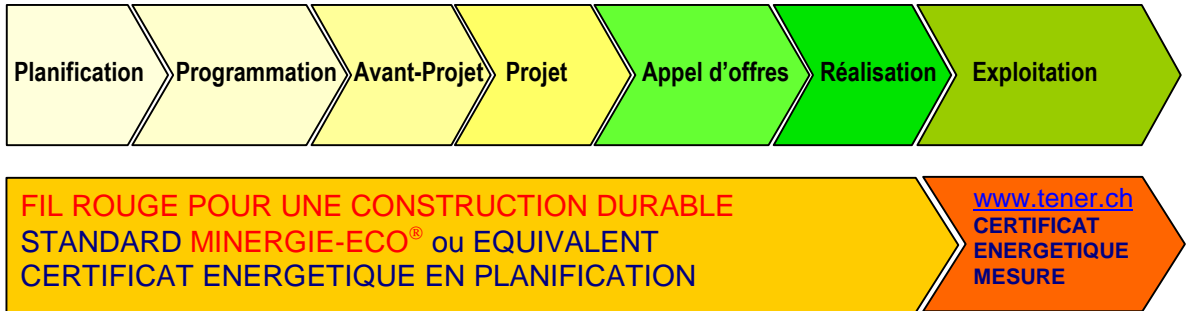 Planification Programmation Avant-Projet Projet Appel d'offres Réalisation Exploitation
FIL ROUGE POUR UNE CONSTRUCTION DURABLE
STANDARD MINERGIE-ECO® ou EQUIVALENT
CERTIFICAT ENERGETIQUE EN PLANIFICATION
www.tener.ch
CERTIFICAT
ENERGETIQUE
MESURE